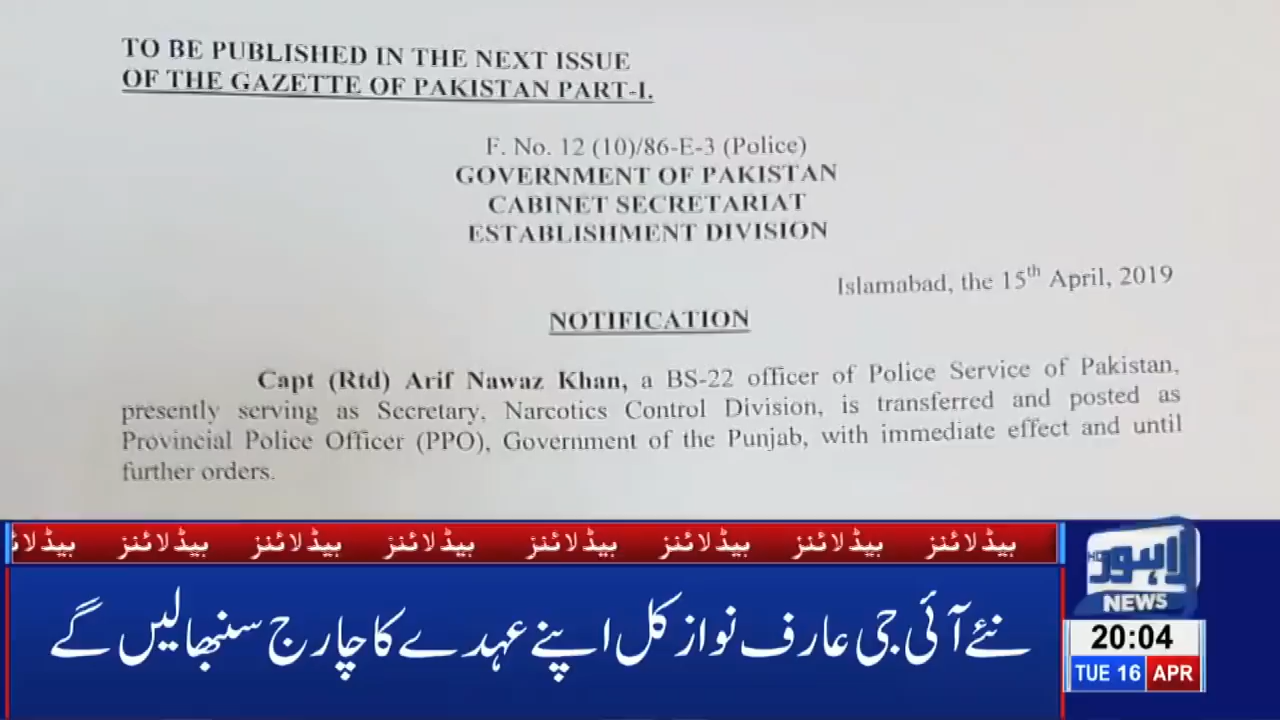 TO BE PUBLISHED IN THE NEXT ISSUE
OF THE GAZETTE OF PAKISTAN PART-I.
F. No. 12 (10)/86-E-3 (Police)
GOVERNMENT OF PAKISTAN
CABINET SECRETARIAT
ESTABLISHMENT DIVISION
Islamabad, the 15th April, 2019
NOTIFICATION
Capt (Rtd) Arif Nawaz Khan, a BS-22 officer of Police Service of Pakistan,
presently serving as Secretary, Narcotics Control Division, is transferred and posted as
Provincial Police Officer (PPO), Government of the Punjab, with immediate effect and until
further orders.
ہیڈلائنز ہیڈلائنز ہیڈلائنز ہیڈلائنز ہیڈلائنز ہیڈلائنز ہیڈلائنز
نئے آئی جی عارف نواز کل اپنے عہدے کا چارج سنبھالیں گے
لاہور
HD
NEWS
20:04
TUE 16 APR